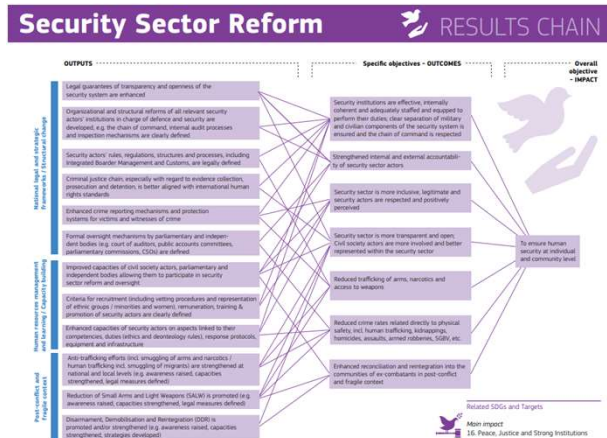 Security Sector Reform
RESULTS CHAIN
OUTPUTS
Specific objectives - OUTCOMES
Overall
objective
- IMPACT
National legal and strategic
frameworks / Structural change
Legal guarantees of transparency and openness of the
security system are enhanced
Organizational and structural reforms of all relevant security
actors' institutions in charge of defence and security are
developed, e.g. the chain of command, internal audit processes
and inspection mechanisms are clearly defined
Security actors' rules, regulations, structures and processes, including
Integrated Boarder Management and Customs, are legally defined
Criminal justice chain, especially with regard to evidence collection,
prosecution and detention, is better aligned with international human
rights standards
Enhanced crime reporting mechanisms and protection
systems for victims and witnesses of crime
Formal oversight mechanisms by parliamentary and indepen-
dent bodies (e.g. court of auditors, public accounts committees,
parliamentary commissions, CSOs) are defined
Human resources management
and learning / Capacity building
Improved capacities of civil society actors, parliamentary and
independent bodies allowing them to participate in security
sector reform and oversight
Criteria for recruitment (including vetting procedures and representation
of ethnic groups / minorities and women), remuneration, training &
promotion of security actors are clearly defined
Enhanced capacities of security actors on aspects linked to their
competencies, duties (ethics and deontology rules), response protocols,
equipment and infrastructure
Post-conflict and
fragile context
Anti-trafficking efforts (incl. smuggling of arms and narcotics /
human trafficking incl. smuggling of migrants) are strengthened at
national and local levels (e.g. awareness raised, capacities
strengthened, legal measures defined)
Reduction of Small Arms and Light Weapons (SALW) is promoted (e.g.
awareness raised, capacities strengthened, legal measures defined)
Disarmament, Demobilisation and Reintegration (DDR) is
promoted and/or strengthened (e.g. awareness raised, capacities
strengthened, strategies developed)
Security institutions are effective, internally
coherent and adequately staffed and equipped to
perform their duties; clear separation of military
and civilian components of the security system is
ensured and the chain of command is respected
Strengthened internal and external accountabil-
ity of security sector actors
Security sector is more inclusive, legitimate and
security actors are respected and positively
perceived
Security sector is more transparent and open;
Civil society actors are more involved and better
represented within the security sector
Reduced trafficking of arms, narcotics and
access to weapons
Reduced crime rates related directly to physical
safety, incl. human trafficking, kidnappings,
homicides, assaults, armed robberies, SGBV, etc.
Enhanced reconciliation and reintegration into the
communities of ex-combatants in post-conflict
and fragile context
To ensure human
security at individual
and community level
Related SDGs and Targets
Main impact
16. Peace, Justice and Strong Institutions